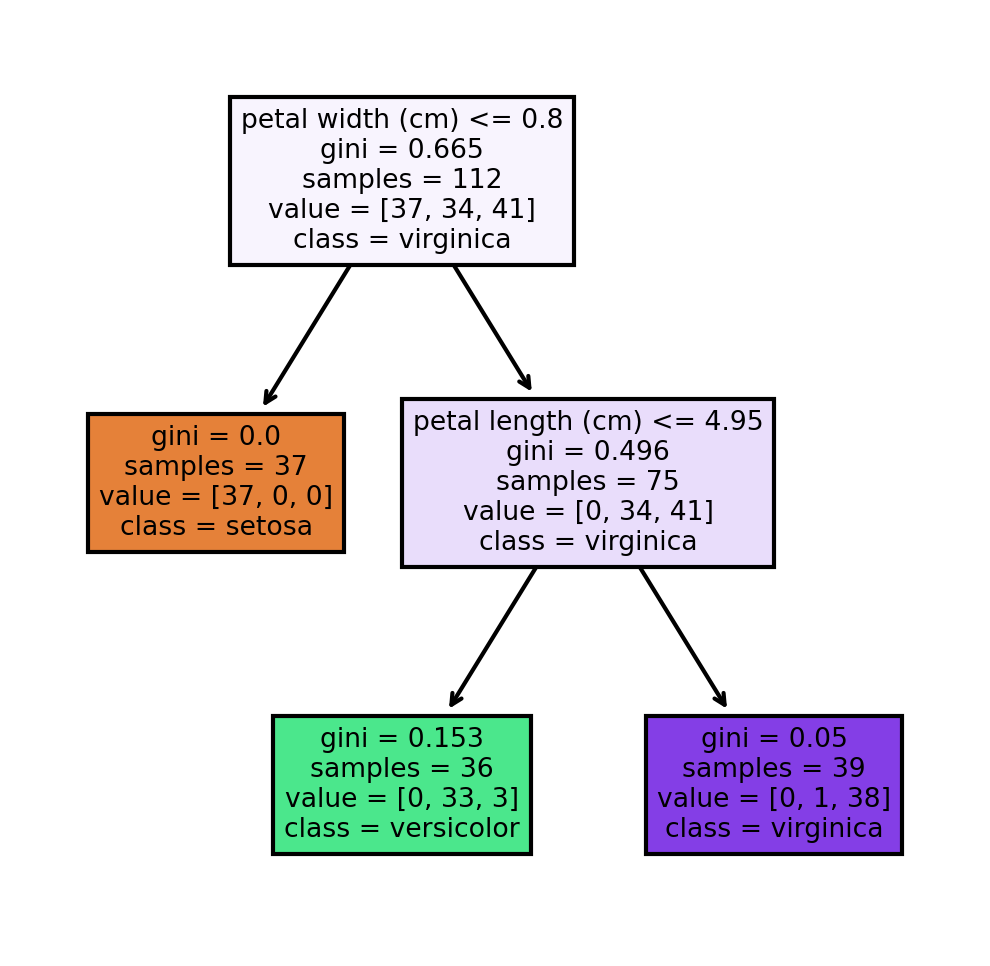 petal width (cm) <= 0.8
gini = 0.665
samples = 112
value = [37, 34, 41]
class = virginica
gini = 0.0
samples = 37
value = [37, 0, 0]
class = setosa
petal length (cm) <= 4.95
gini = 0.496
samples = 75
value = [0, 34, 41]
class = virginica
gini = 0.153
samples = 36
value = [0, 33, 3]
class = versicolor
gini = 0.05
samples = 39
value = [0, 1, 38]
class = virginica